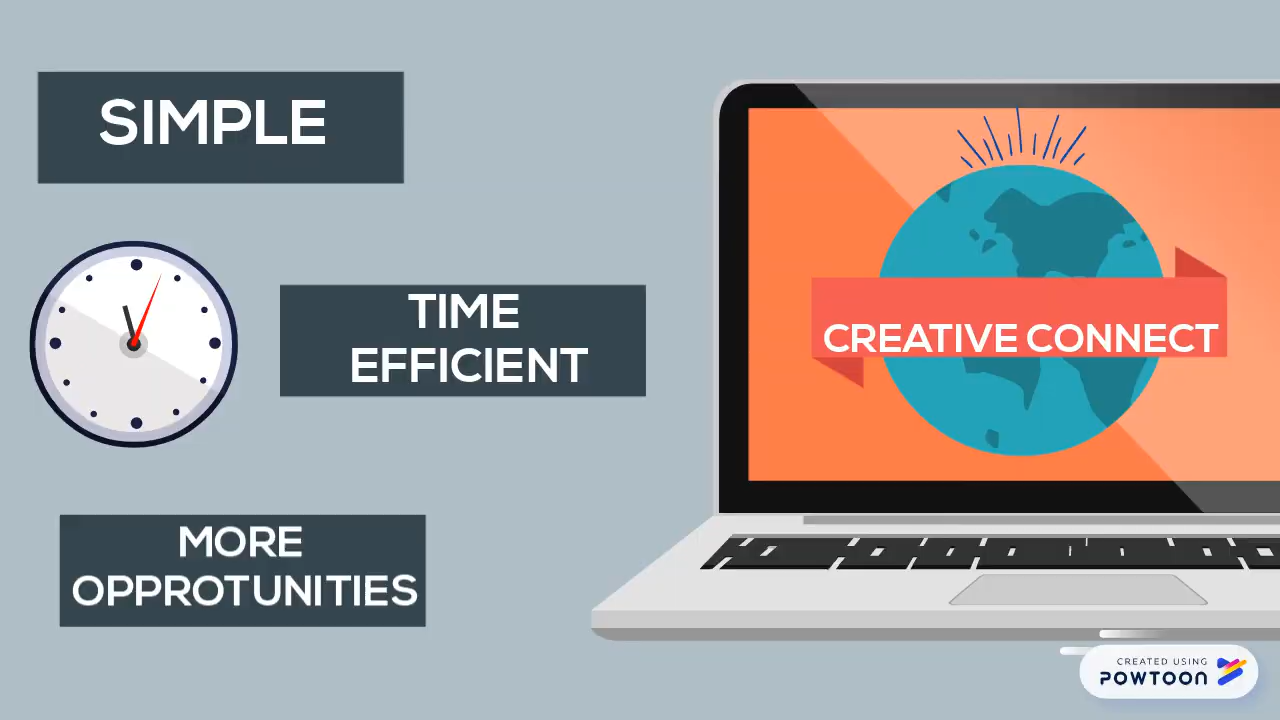 SIMPLE
TIME
EFFICIENT
MORE
OPPROTUNITIES
CREATIVE CONNECT
CREATED USING
POWTOON